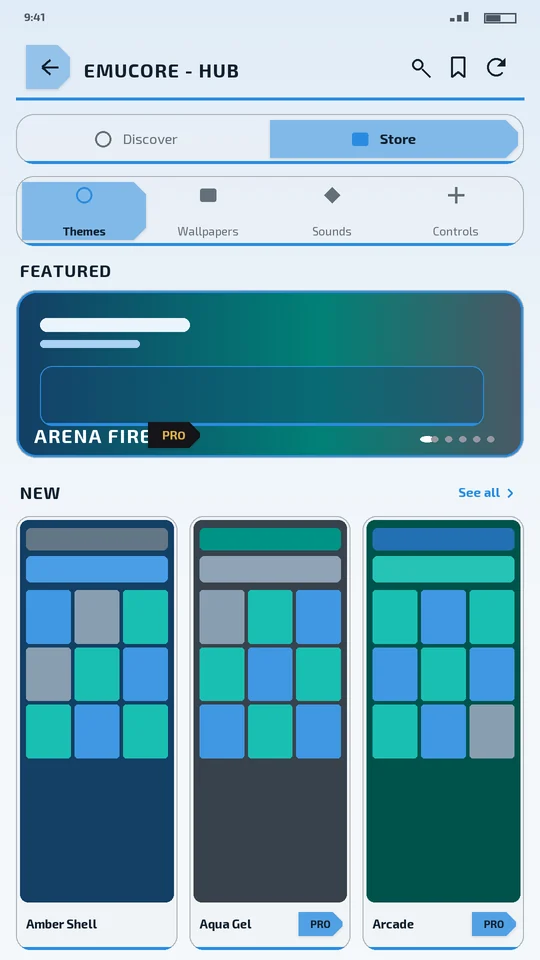 9:41
EMUCORE - HUB
Discover
Store
Themes
Wallpapers
Sounds
Controls
FEATURED
ARENA FIRE
PRO
NEW
See all
Amber Shell
Aqua Gel
PRO
Arcade
PRO